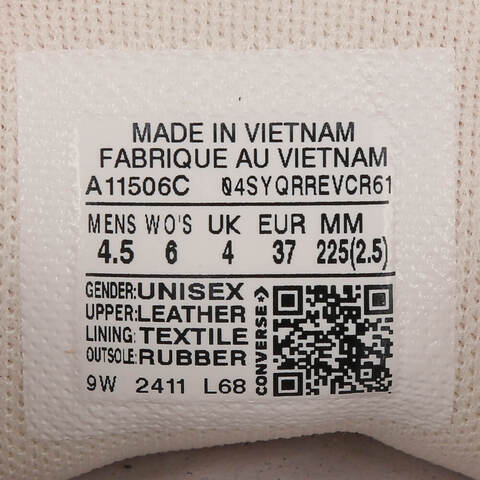 MADE IN VIETNAM
FABRIQUE AU VIETNAM
A11506C 04SYQRREVCR61
MENS WO'S UK EUR MM
4.5 6 4 37 225(2.5)
GENDER:UNISEX
UPPER:LEATHER
LINING:TEXTILE
OUTSOLE:RUBBER
9W 2411 L68
CONVERSE